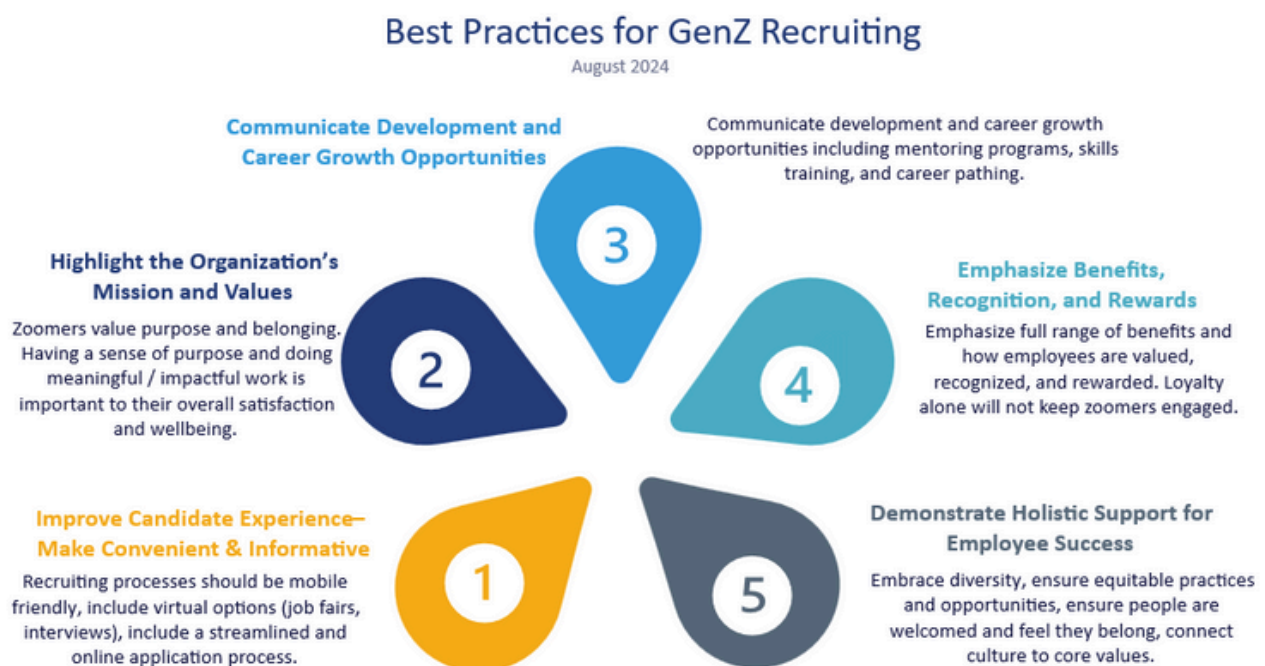 Best Practices for GenZ Recruiting
August 2024
Improve Candidate Experience–
Make Convenient & Informative
Recruiting processes should be mobile
friendly, include virtual options (job fairs,
interviews), include a streamlined and
online application process.
1
Highlight the Organization's
Mission and Values
Zoomers value purpose and belonging.
Having a sense of purpose and doing
meaningful / impactful work is
important to their overall satisfaction
and wellbeing.
2
Communicate Development and
Career Growth Opportunities
3
Communicate development and career growth
opportunities including mentoring programs, skills
training, and career pathing.
Emphasize Benefits,
Recognition, and Rewards
Emphasize full range of benefits and
how employees are valued,
recognized, and rewarded. Loyalty
alone will not keep zoomers engaged.
4
Demonstrate Holistic Support for
Employee Success
Embrace diversity, ensure equitable practices
and opportunities, ensure people are
welcomed and feel they belong, connect
culture to core values.
5